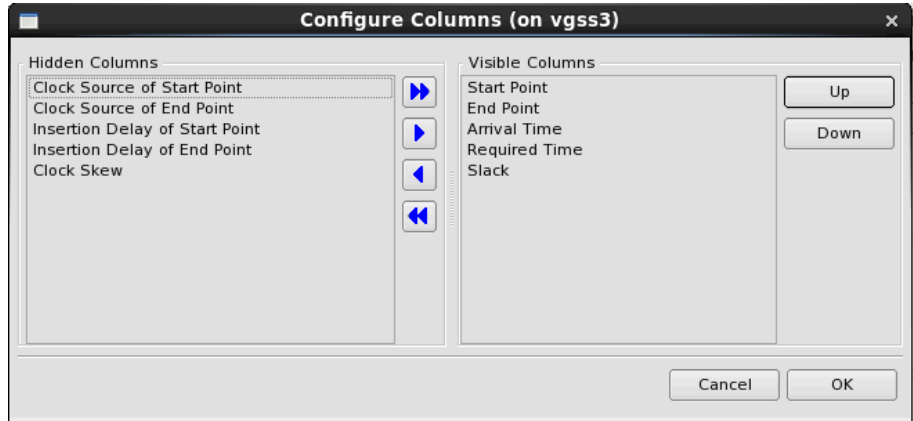 Configure Columns (on vgss3)
Hidden Columns
Clock Source of Start Point
Clock Source of End Point
Insertion Delay of Start Point
Insertion Delay of End Point
Clock Skew
Visible Columns
Start Point
End Point
Arrival Time
Required Time
Slack
Up
Down
Cancel
OK